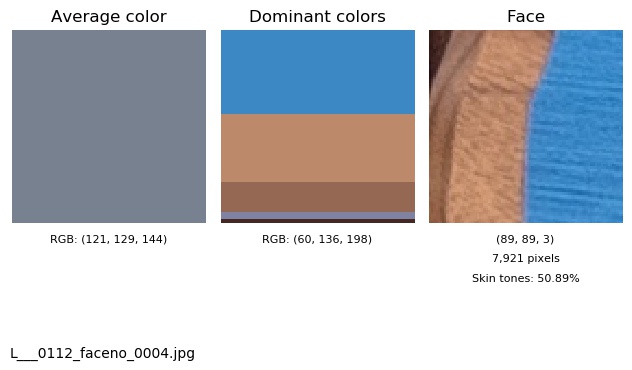 Average color
Dominant colors
Face
RGB: (121, 129, 144)
RGB: (60, 136, 198)
(89, 89, 3)
7,921 pixels
Skin tones: 50.89%
L___0112_faceno_0004.jpg